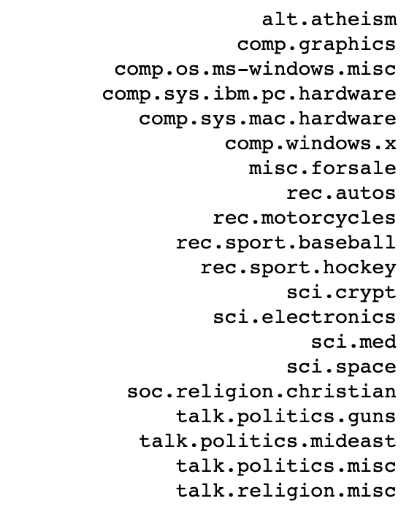 alt.atheism
comp.graphics
comp.os.ms-windows.misc
comp.sys.ibm.pc.hardware
comp.sys.mac.hardware
comp.windows.x
misc.forsale
rec.autos
rec.motorcycles
rec.sport.baseball
rec.sport.hockey
sci.crypt
sci.electronics
sci.med
sci.space
soc.religion.christian
talk.politics.guns
talk.politics.mideast
talk.politics.misc
talk.religion.misc